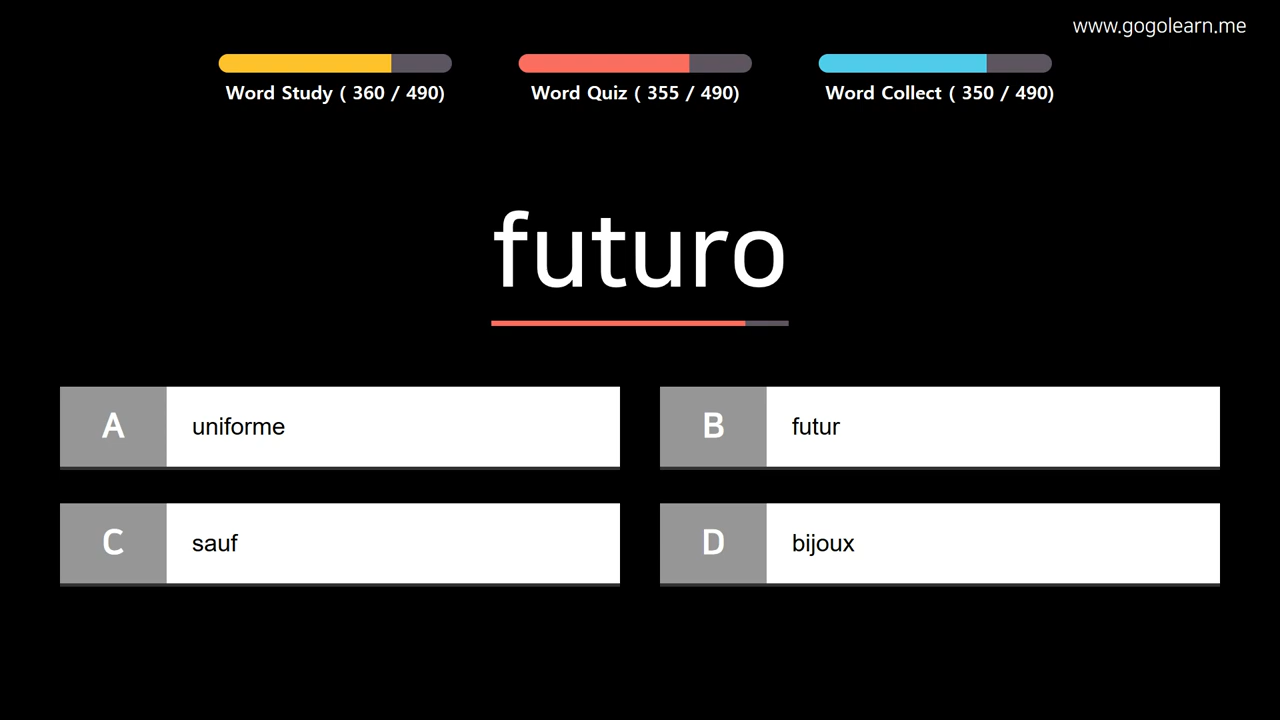 www.gogolearn.me
Word Study ( 360 / 490)
Word Quiz ( 355 / 490)
Word Collect ( 350 / 490)
futuro
A
uniforme
B
futur
C
sauf
D
bijoux